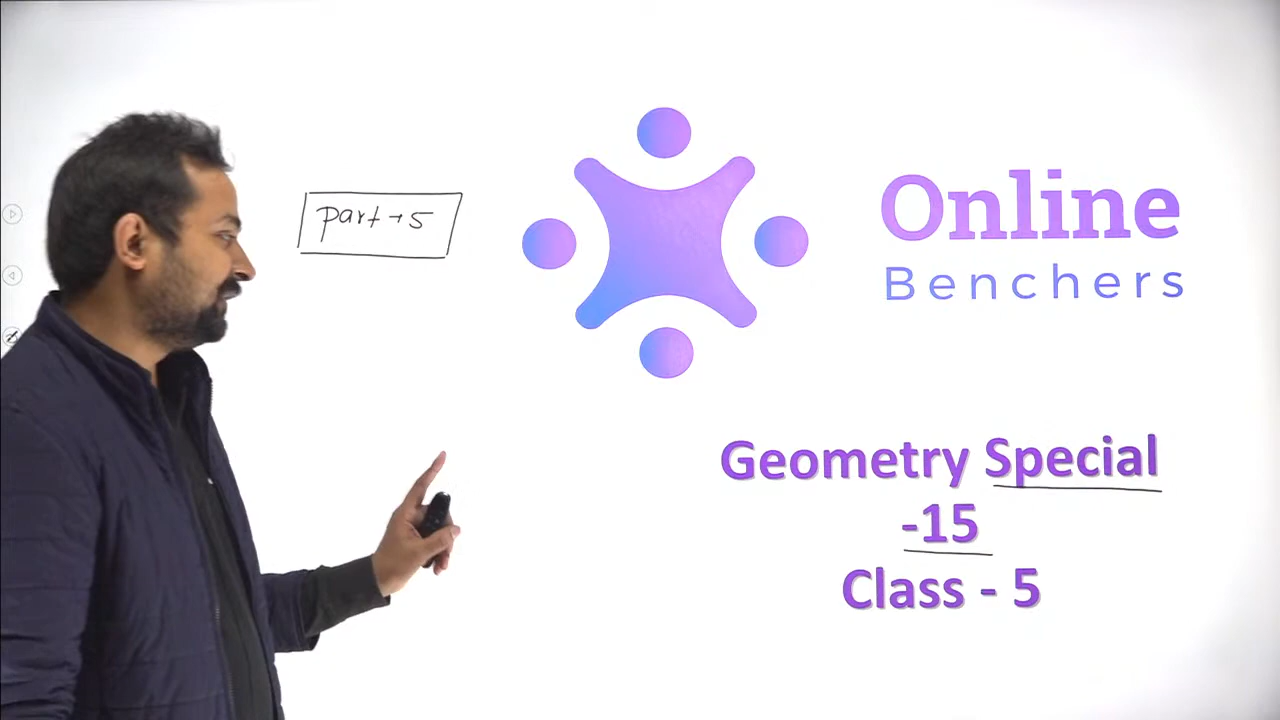 part → 5
Online
Benchers
Geometry Special
-15
Class - 5